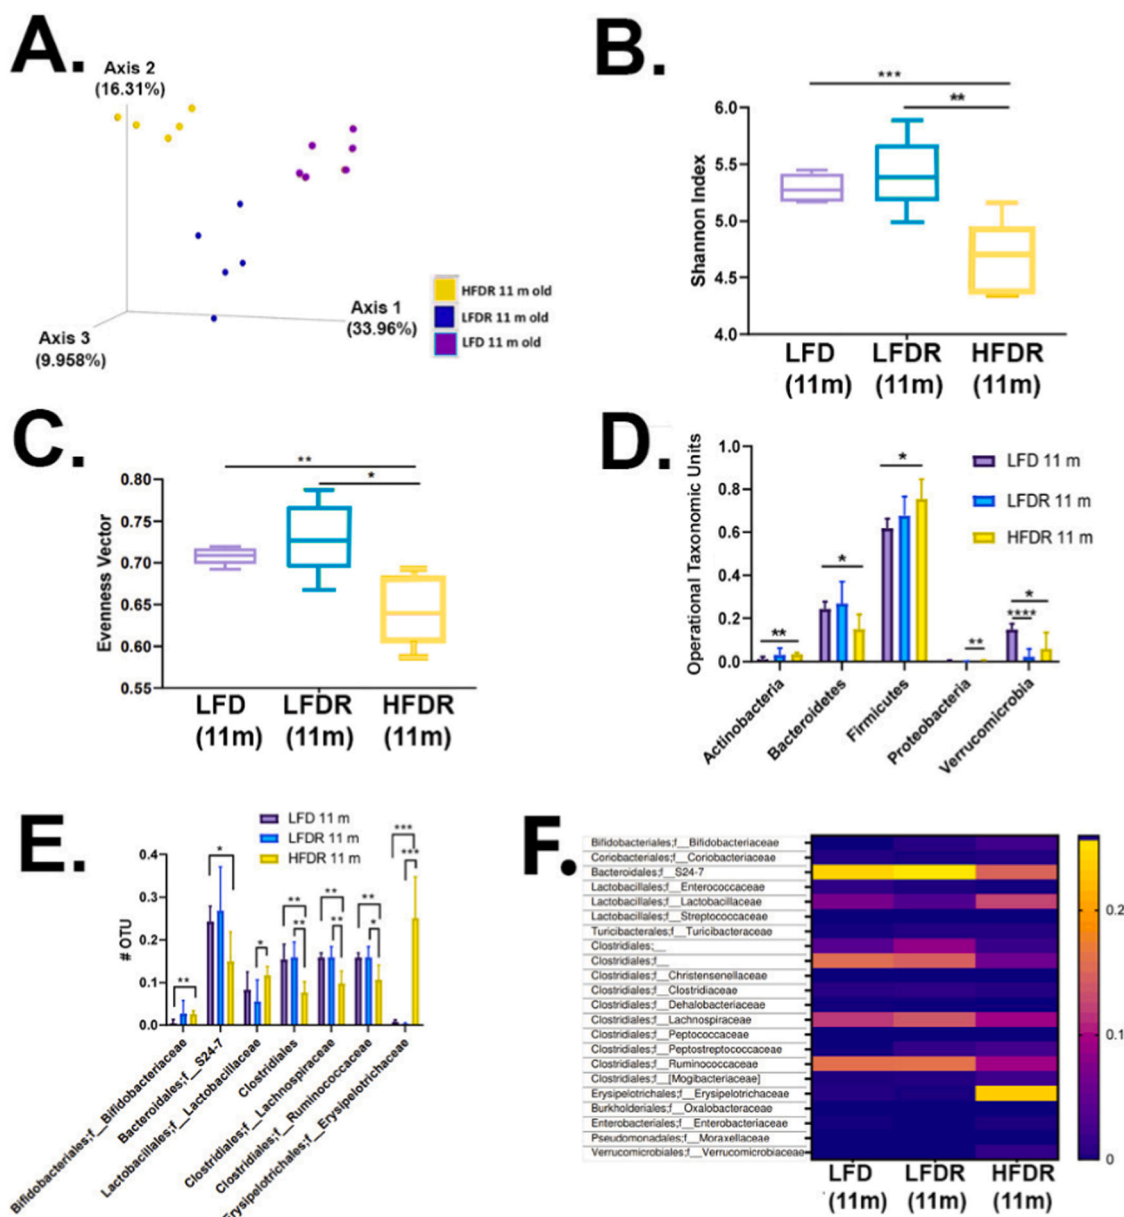 A.
Axis 2
(16.31%)
Axis 1
(33.96%)
Axis 3
(9.958%)
HFDR 11 m old
LFDR 11 m old
LFD 11 m old
B.
***
**
Shannon Index
6.0
5.5
5.0
4.5
4.0
LFD
(11m)
LFDR
(11m)
HFDR
(11m)
C.
**
*
Evenness Vector
0.80
0.75
0.70
0.65
0.60
0.55
LFD
(11m)
LFDR
(11m)
HFDR
(11m)
D.
Operational Taxonomic Units
1.0
0.8
0.6
0.4
0.2
0.0
**
*
*
**
*
****
LFD 11 m
LFDR 11 m
HFDR 11 m
Actinobacteria
Bacteroidetes
Firmicutes
Proteobacteria
Verrucomicrobia
E.
LFD 11 m
LFDR 11 m
HFDR 11 m
# OTU
0.4
0.3
0.2
0.1
0.0
**
*
*
**
**
**
**
**
*
***
***
Bifidobacteriales;f__Bifidobacteriaceae
Bacteroidales;f__S24-7
Lactobacillales;f__Lactobacillaceae
Clostridiales
Clostridiales;f__Lachnospiraceae
Clostridiales;f__Ruminococcaceae
Erysipelotrichales;f__Erysipelotrichaceae
F.
Bifidobacteriales;f__Bifidobacteriaceae
Coriobacteriales;f__Coriobacteriaceae
Bacteroidales;f__S24-7
Lactobacillales;f__Enterococcaceae
Lactobacillales;f__Lactobacillaceae
Lactobacillales;f__Streptococcaceae
Turicibacterales;f__Turicibacteraceae
Clostridiales;__
Clostridiales;f__
Clostridiales;f__Christensenellaceae
Clostridiales;f__Clostridiaceae
Clostridiales;f__Dehalobacteriaceae
Clostridiales;f__Lachnospiraceae
Clostridiales;f__Peptococcaceae
Clostridiales;f__Peptostreptococcaceae
Clostridiales;f__Ruminococcaceae
Clostridiales;f__[Mogibacteriaceae]
Erysipelotrichales;f__Erysipelotrichaceae
Burkholderiales;f__Oxalobacteraceae
Enterobacteriales;f__Enterobacteriaceae
Pseudomonadales;f__Moraxellaceae
Verrucomicrobiales;f__Verrucomicrobiaceae
0.2
0
LFD
(11m)
LFDR
(11m)
HFDR
(11m)